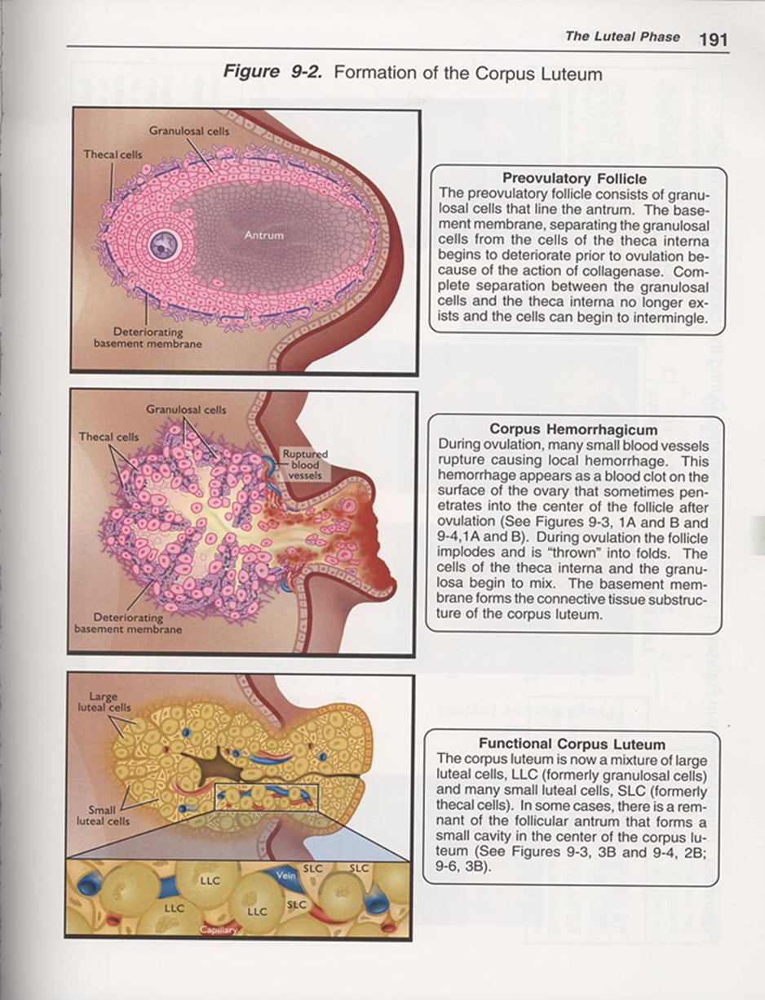 The Luteal Phase 191
Figure 9-2. Formation of the Corpus Luteum
Granulosal cells
Thecal cells
Antrum
Deteriorating
basement membrane
Preovulatory Follicle
The preovulatory follicle consists of granu-
losal cells that line the antrum. The base-
ment membrane, separating the granulosal
cells from the cells of the theca interna
begins to deteriorate prior to ovulation be-
cause of the action of collagenase. Com-
plete separation between the granulosal
cells and the theca interna no longer ex-
ists and the cells can begin to intermingle.
Granulosal cells
Thecal cells
Ruptured
blood
vessels
Deteriorating
basement membrane
Corpus Hemorrhagicum
During ovulation, many small blood vessels
rupture causing local hemorrhage. This
hemorrhage appears as a blood clot on the
surface of the ovary that sometimes pen-
etrates into the center of the follicle after
ovulation (See Figures 9-3, 1A and B and
9-4,1A and B). During ovulation the follicle
implodes and is “thrown” into folds. The
cells of the theca interna and the granu-
losa begin to mix. The basement mem-
brane forms the connective tissue substruc-
ture of the corpus luteum.
Large
luteal cells
Small
luteal cells
LLC
Vein
SLC
SLC
LLC
LLC
SLC
Capillary
Functional Corpus Luteum
The corpus luteum is now a mixture of large
luteal cells, LLC (formerly granulosal cells)
and many small luteal cells, SLC (formerly
thecal cells). In some cases, there is a rem-
nant of the follicular antrum that forms a
small cavity in the center of the corpus lu-
teum (See Figures 9-3, 3B and 9-4, 2B;
9-6, 3B).